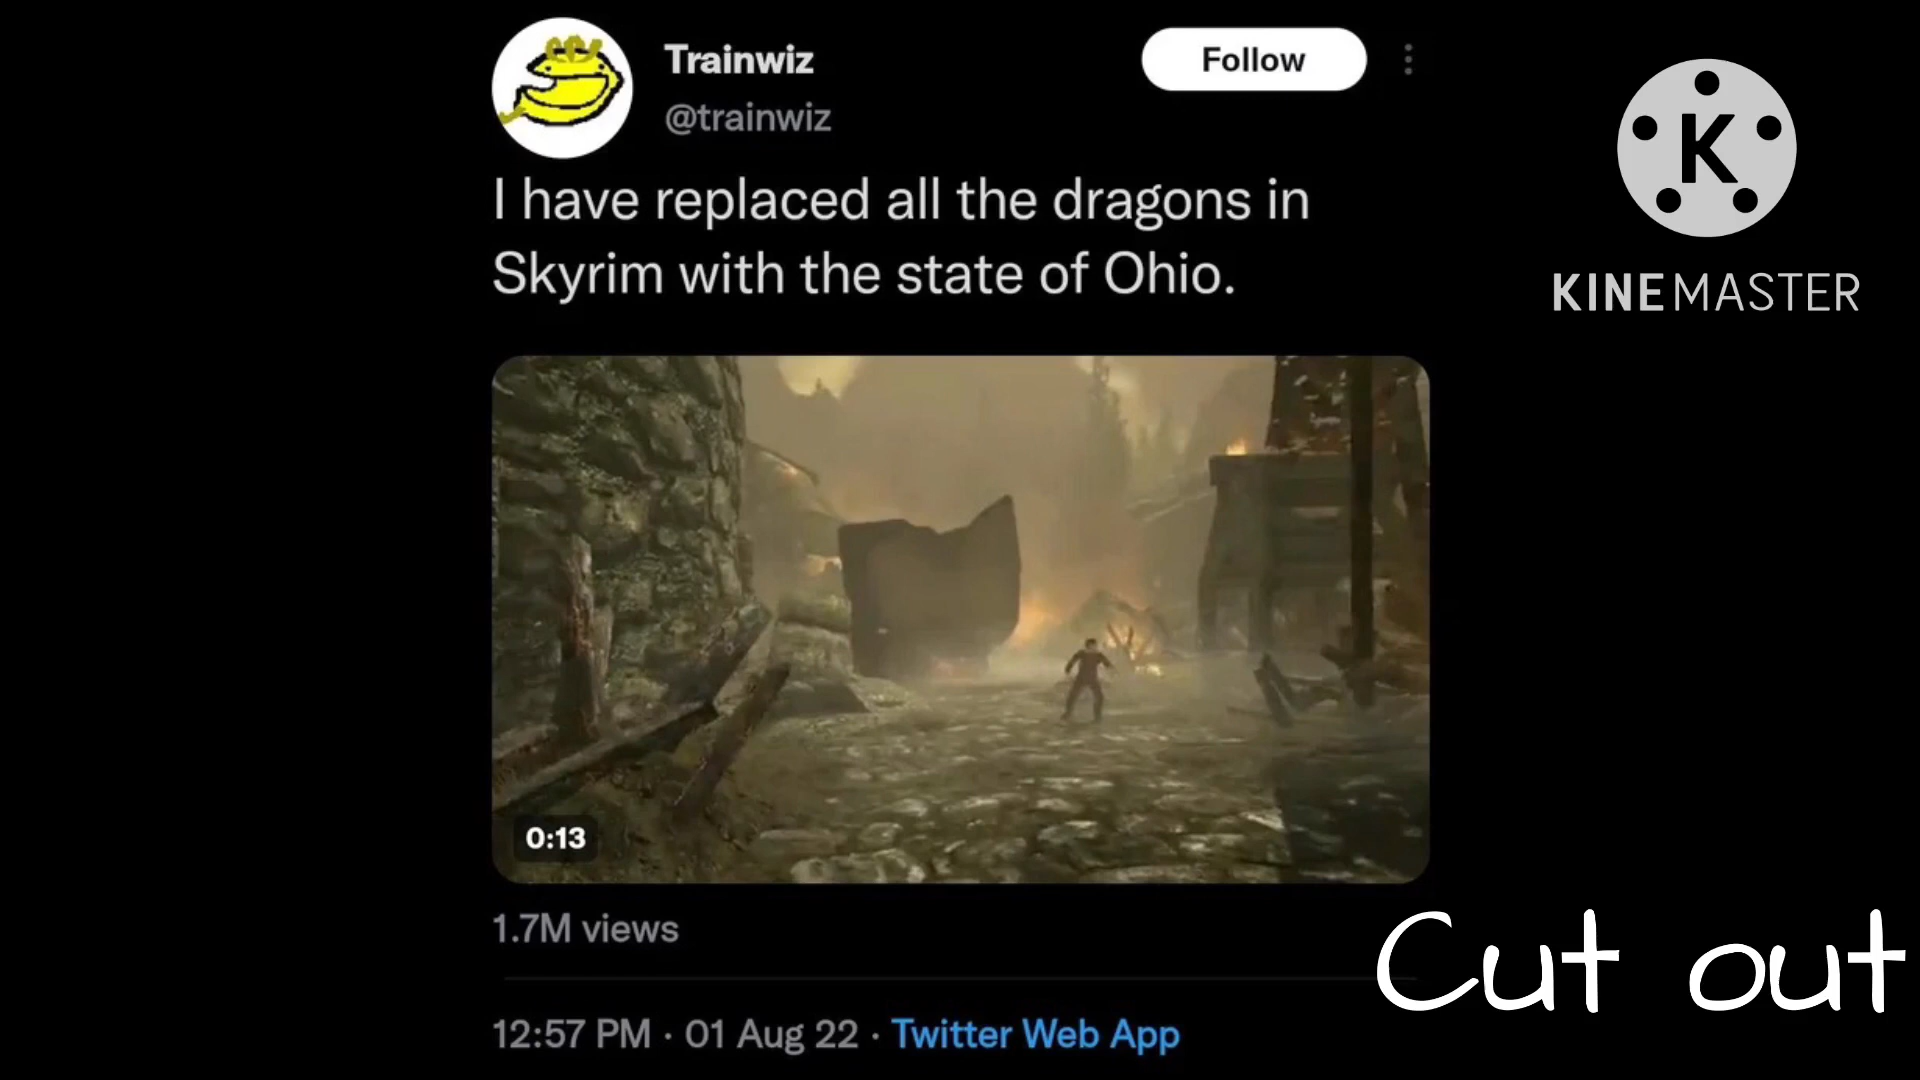 Trainwiz
Follow
@trainwiz
I have replaced all the dragons in
Skyrim with the state of Ohio.
0:13
1.7M views
12:57 PM · 01 Aug 22 · Twitter Web App
K
KINEMASTER
Cut out